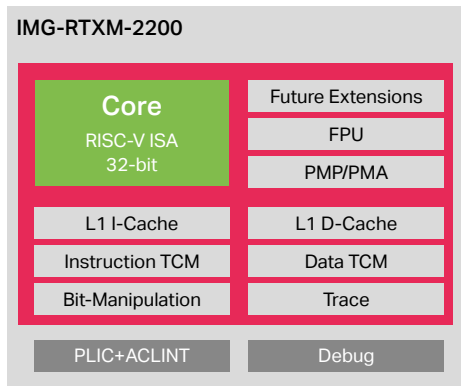 IMG-RTXM-2200
Core
RISC-V ISA
32-bit
Future Extensions
FPU
PMP/PMA
L1 I-Cache
L1 D-Cache
Instruction TCM
Data TCM
Bit-Manipulation
Trace
PLIC+ACLINT
Debug